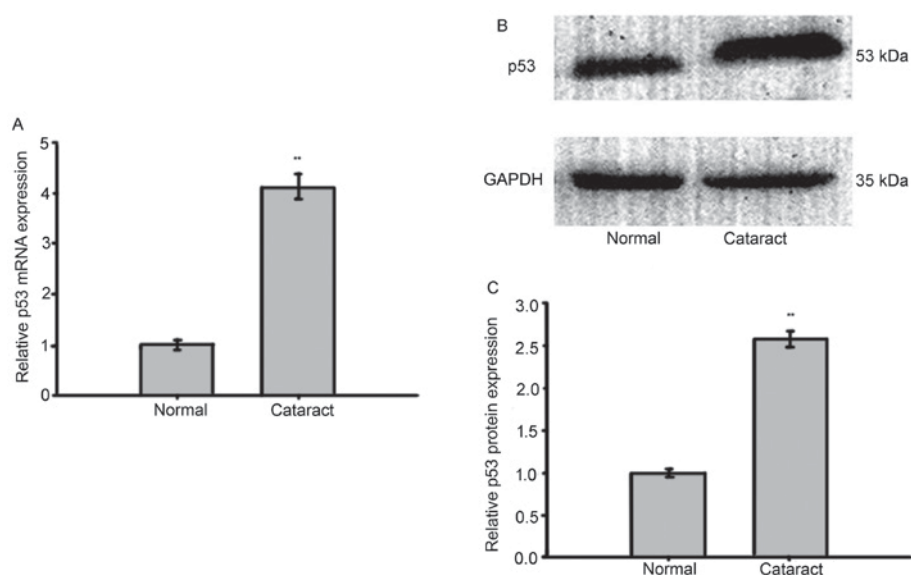 A
Relative p53 mRNA expression
5
4
3
2
1
0
**
Normal Cataract
B
p53
53 kDa
GAPDH
35 kDa
Normal Cataract
C
Relative p53 protein expression
3.0
2.5
2.0
1.5
1.0
0.5
0.0
**
Normal Cataract